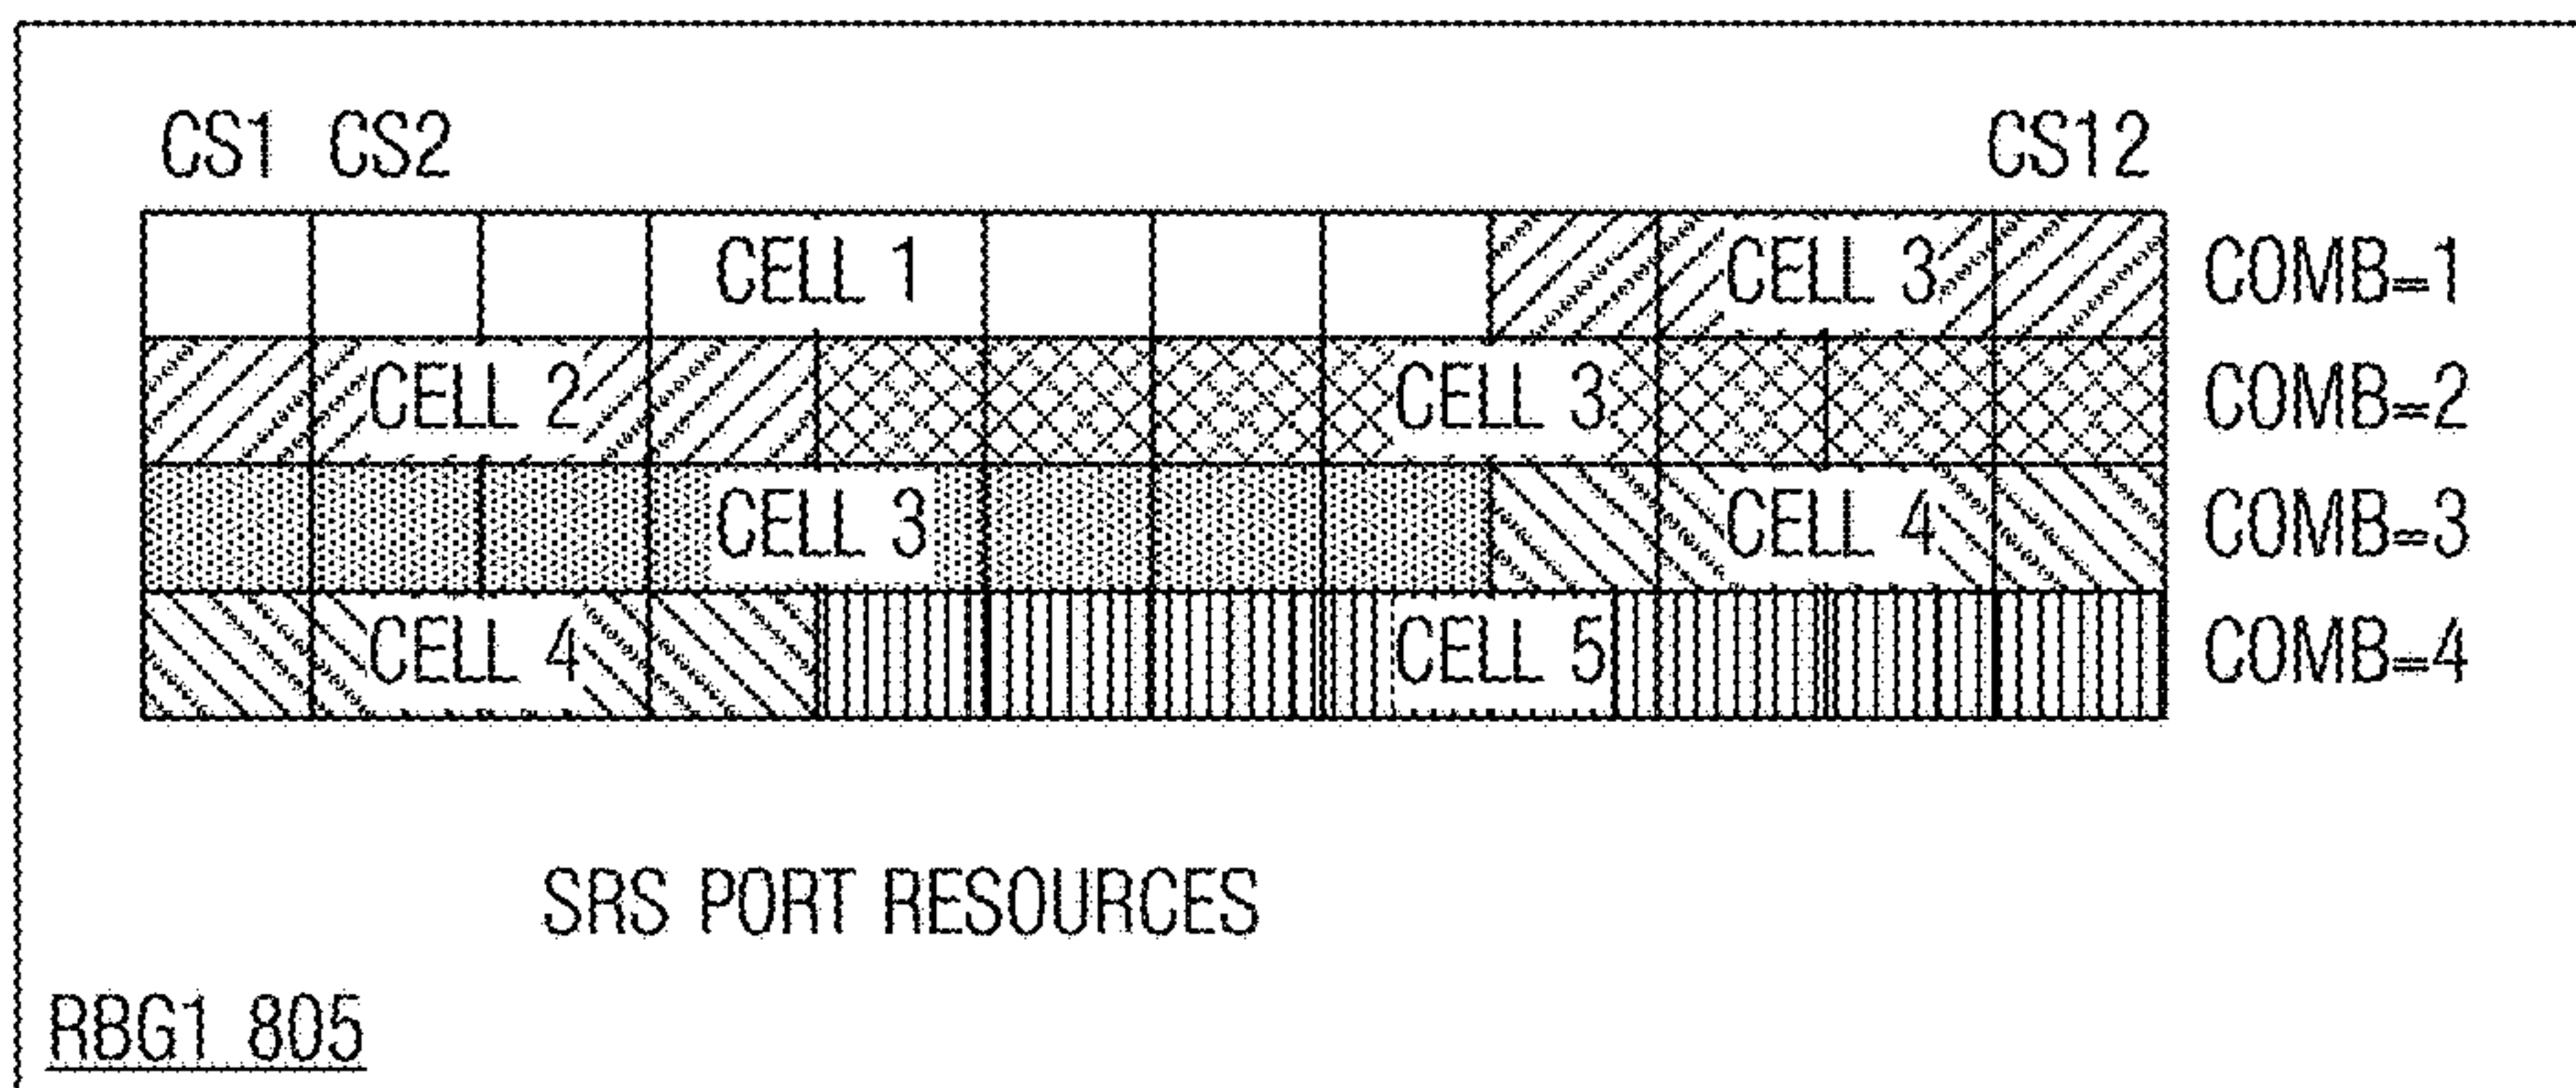 CS1 CS2 CS12
CELL 1 CELL 3 COMB=1
CELL 2 CELL 3 COMB=2
CELL 3 CELL 4 COMB=3
CELL 4 CELL 5 COMB=4
SRS PORT RESOURCES
RBG1 805